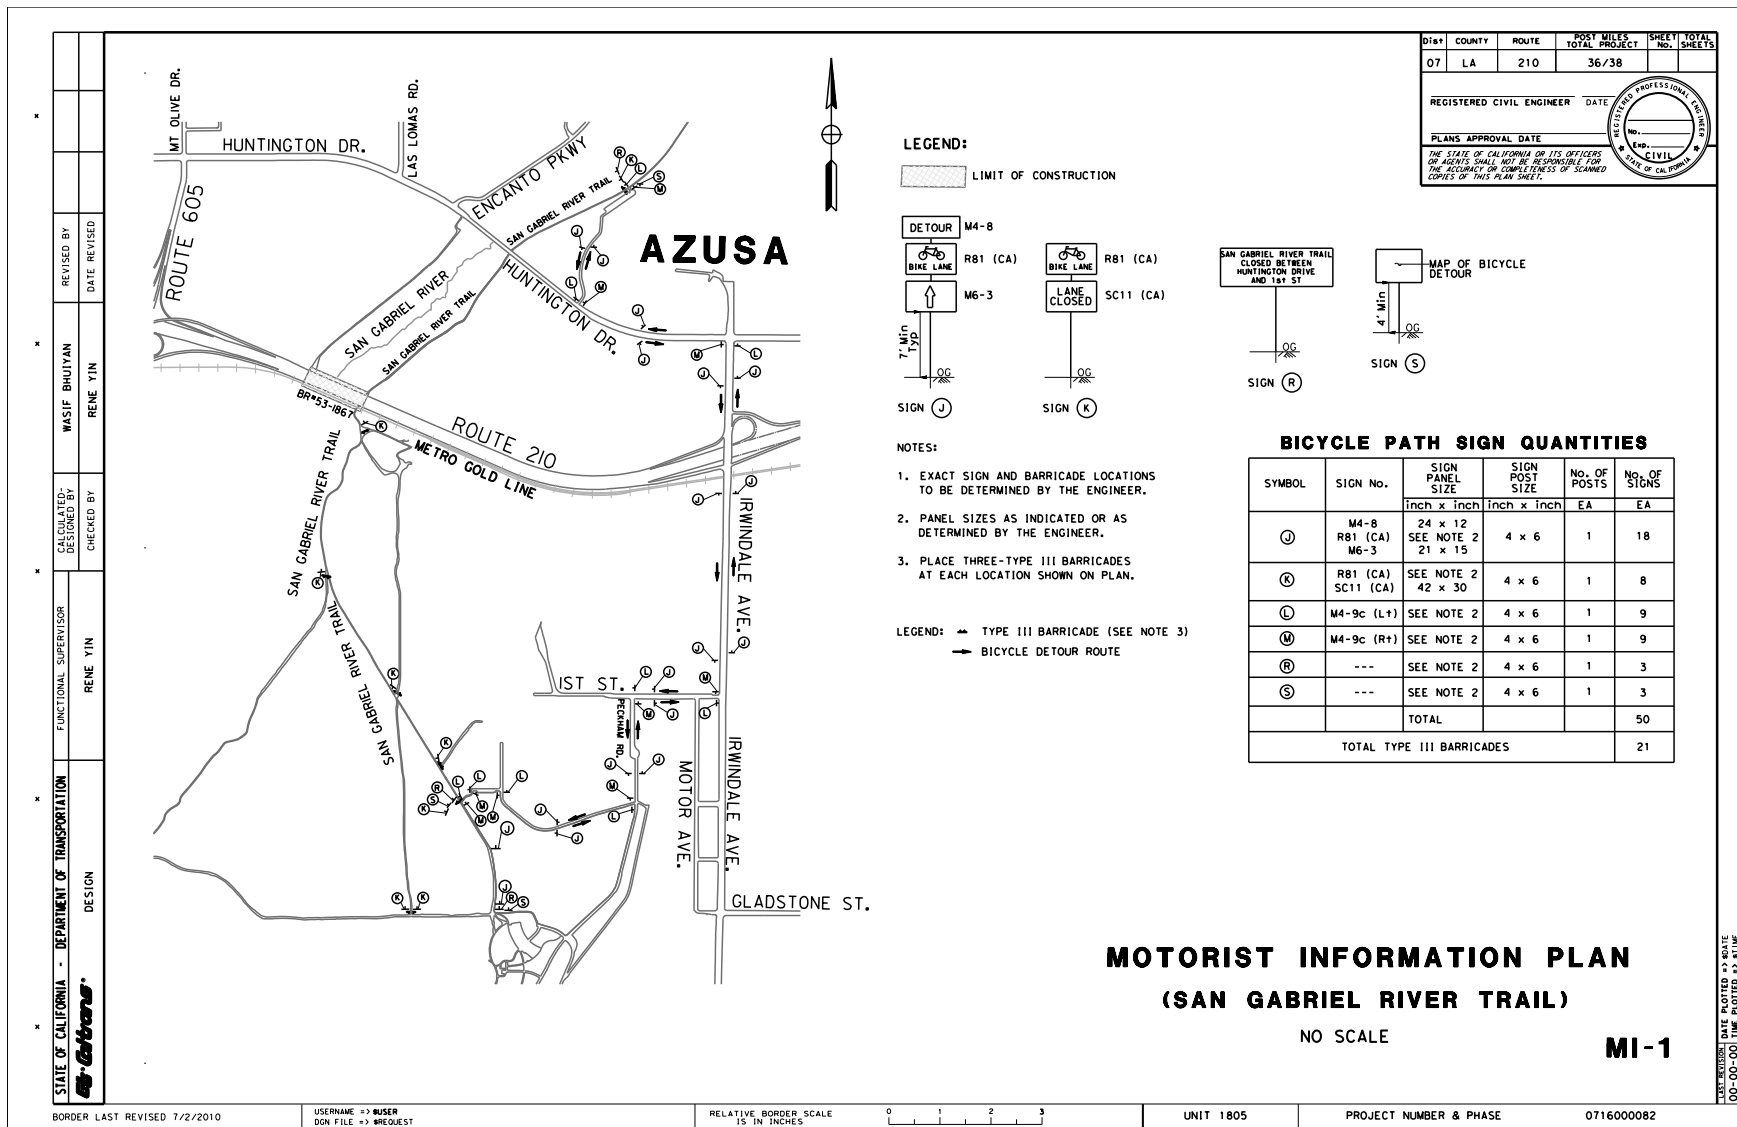 Dist COUNTY ROUTE POST MILES TOTAL PROJECT SHEET No. TOTAL SHEETS
07 LA 210 36/38
REGISTERED CIVIL ENGINEER DATE
PLANS APPROVAL DATE
THE STATE OF CALIFORNIA OR ITS OFFICERS
OR AGENTS SHALL NOT BE RESPONSIBLE FOR
THE ACCURACY OR COMPLETENESS OF SCANNED
COPIES OF THIS PLAN SHEET.
REGISTERED PROFESSIONAL ENGINEER
No.
Exp.
CIVIL
STATE OF CALIFORNIA
MT OLIVE DR.
LAS LOMAS RD.
HUNTINGTON DR.
ENCANTO PKWY
R
K
L
S
M
SAN GABRIEL RIVER TRAIL
ROUTE 605
J
AZUSA
J
L
M
HUNTINGTON DR.
SAN GABRIEL RIVER
SAN GABRIEL RIVER TRAIL
J
J
M
L
J
J
BR#53-1867
K
ROUTE 210
METRO GOLD LINE
SAN GABRIEL RIVER TRAIL
J
J
IRWINDALE AVE.
K
SAN GABRIEL RIVER TRAIL
J
J
K
1ST ST.
L
J
M
M
J
L
PECKHAM RD.
K
J
J
MOTOR AVE.
IRWINDALE AVE.
R
S
K
L
L
M
M
M
L
M
L
J
J
J
K
K
J
R
S
GLADSTONE ST.
LEGEND:
LIMIT OF CONSTRUCTION
DETOUR M4-8
BIKE LANE R81 (CA)
M6-3
7' Min
Typ
OG
SIGN J
BIKE LANE R81 (CA)
LANE
CLOSED
SC11 (CA)
OG
SIGN K
SAN GABRIEL RIVER TRAIL
CLOSED BETWEEN
HUNTINGTON DRIVE
AND 1st ST
OG
SIGN R
MAP OF BICYCLE
DETOUR
4' Min
OG
SIGN S
NOTES:
1. EXACT SIGN AND BARRICADE LOCATIONS
TO BE DETERMINED BY THE ENGINEER.
2. PANEL SIZES AS INDICATED OR AS
DETERMINED BY THE ENGINEER.
3. PLACE THREE-TYPE III BARRICADES
AT EACH LOCATION SHOWN ON PLAN.
LEGEND: TYPE III BARRICADE (SEE NOTE 3)
BICYCLE DETOUR ROUTE
BICYCLE PATH SIGN QUANTITIES
SYMBOL SIGN No. SIGN PANEL SIZE SIGN POST SIZE No. OF POSTS No. OF SIGNS
inch x inch inch x inch EA EA
J M4-8 24 x 12 4 x 6 1 18
R81 (CA) SEE NOTE 2
M6-3 21 x 15
K R81 (CA) SEE NOTE 2 4 x 6 1 8
SC11 (CA) 42 x 30
L M4-9c (Lt) SEE NOTE 2 4 x 6 1 9
M M4-9c (Rt) SEE NOTE 2 4 x 6 1 9
R --- SEE NOTE 2 4 x 6 1 3
S --- SEE NOTE 2 4 x 6 1 3
TOTAL 50
TOTAL TYPE III BARRICADES 21
MOTORIST INFORMATION PLAN
(SAN GABRIEL RIVER TRAIL)
NO SCALE
MI-1
STATE OF CALIFORNIA - DEPARTMENT OF TRANSPORTATION
Caltrans
DESIGN
FUNCTIONAL SUPERVISOR
RENE YIN
CALCULATED-
DESIGNED BY
CHECKED BY
WASIF BHUIYAN
RENE YIN
REVISED BY
DATE REVISED
LAST REVISION
00-00-00
DATE PLOTTED => $DATE
TIME PLOTTED => $TIME
BORDER LAST REVISED 7/2/2010
USERNAME => $USER
DGN FILE => $REQUEST
RELATIVE BORDER SCALE
IS IN INCHES
0 1 2 3
UNIT 1805
PROJECT NUMBER & PHASE
0716000082